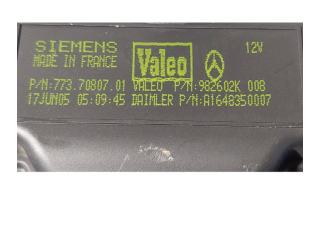 SIEMENS Valeo 12V
MADE IN FRANCE
P/N:773.70807.01 VALEO P/N:982602K 008
17JUN05 05:09:45 DAIMLER P/N:A1648350007